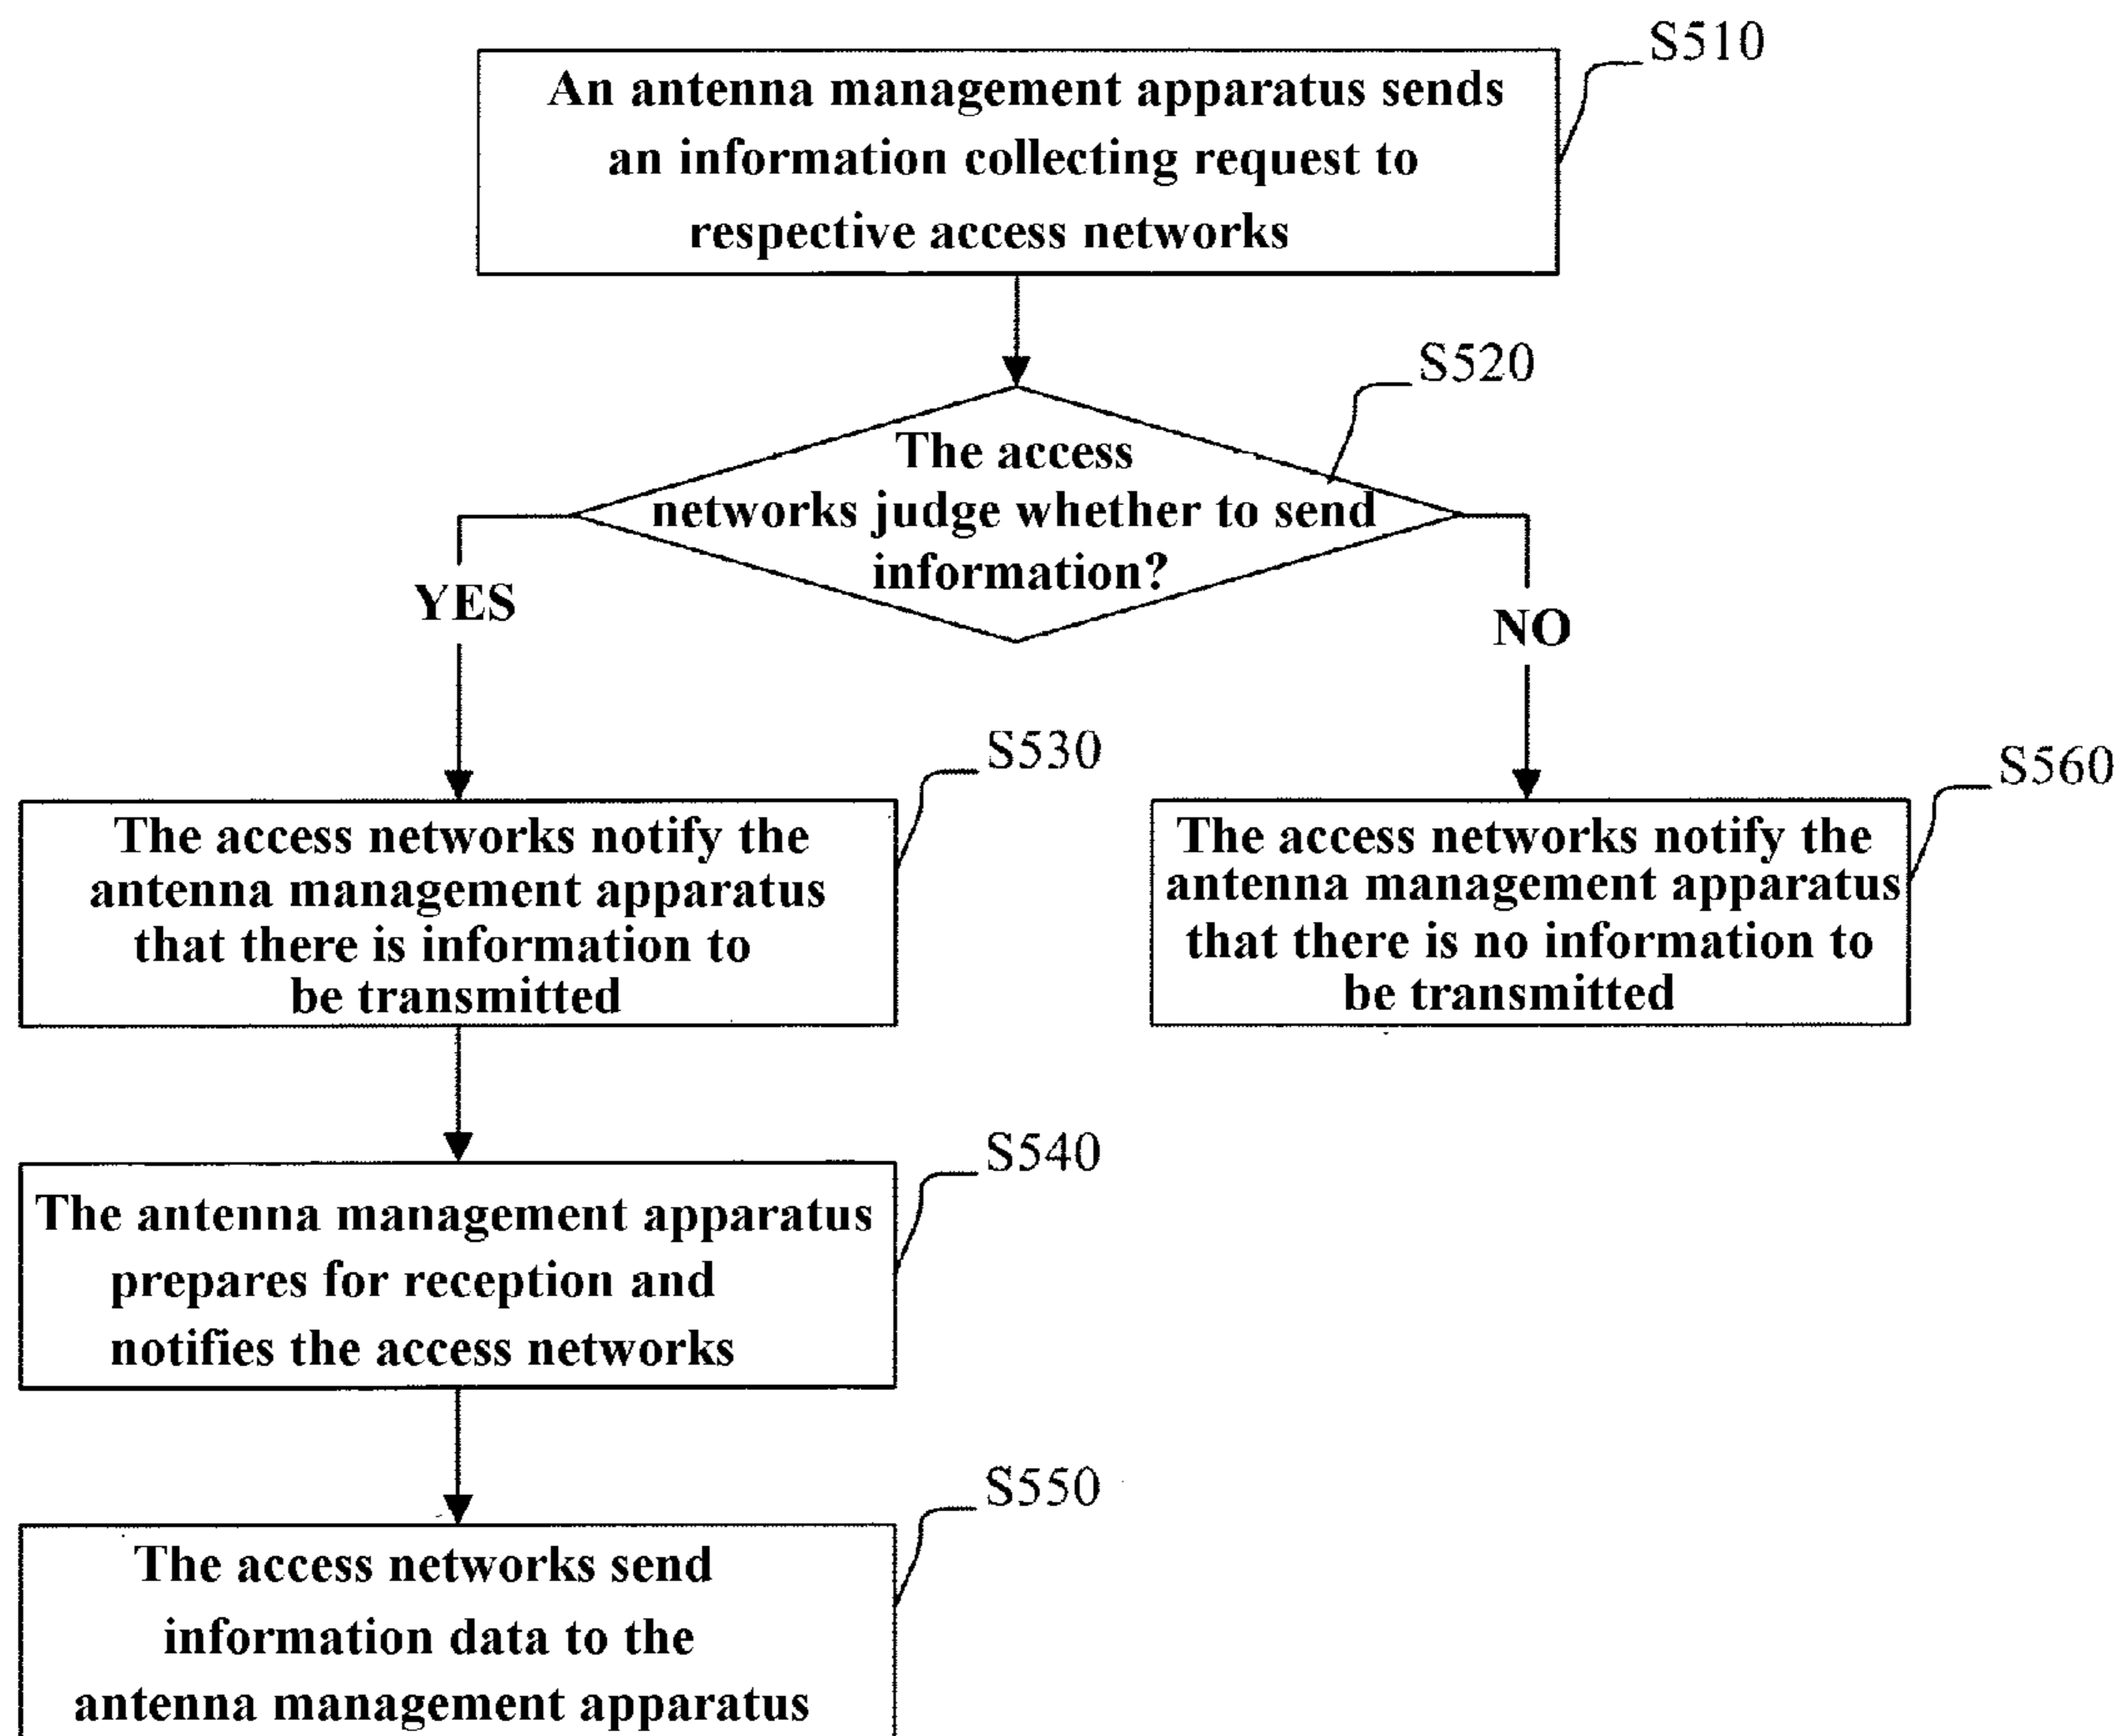 S510
An antenna management apparatus sends
an information collecting request to
respective access networks
S520
The access
networks judge whether to send
information?
YES
NO
S530
The access networks notify the
antenna management apparatus
that there is information to
be transmitted
S560
The access networks notify the
antenna management apparatus
that there is no information to
be transmitted
S540
The antenna management apparatus
prepares for reception and
notifies the access networks
S550
The access networks send
information data to the
antenna management apparatus